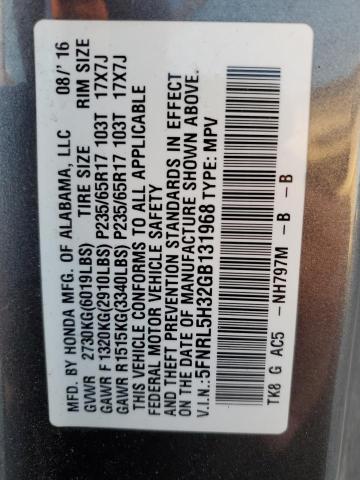 MFD. BY HONDA MFG. OF ALABAMA, LLC 08/'16
GVWR 2730KG(6019LBS) TIRE SIZE RIM SIZE
GAWR F 1320KG(2910LBS) P235/65R17 103T 17X7J
GAWR R1515KG(3340LBS) P235/65R17 103T 17X7J
THIS VEHICLE CONFORMS TO ALL APPLICABLE
FEDERAL MOTOR VEHICLE SAFETY
AND THEFT PREVENTION STANDARDS IN EFFECT
ON THE DATE OF MANUFACTURE SHOWN ABOVE.
V.I.N.: 5FNRL5H32GB131968 TYPE: MPV
TK8 G AC5 -NH797M -B -B